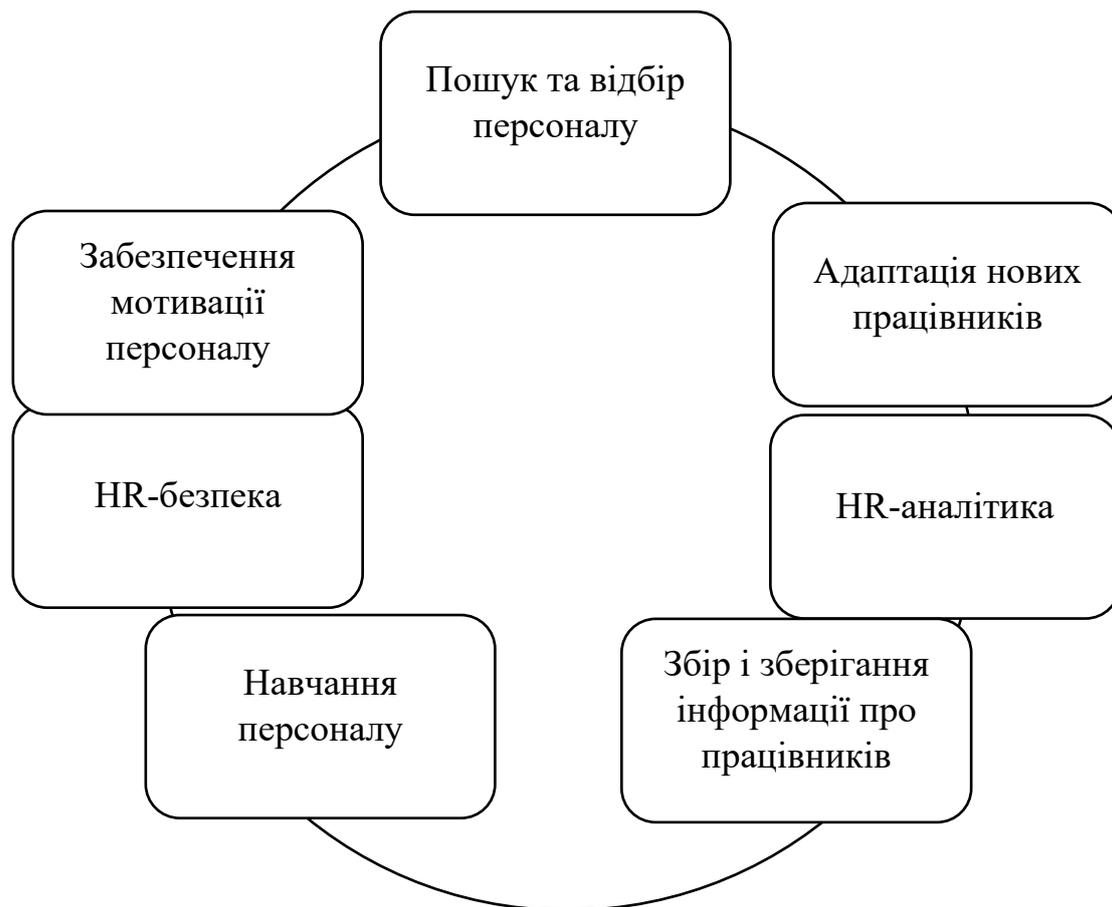 Пошук та відбір
персоналу
Адаптація нових
працівників
HR-аналітика
Збір і зберігання
інформації про
працівників
Навчання
персоналу
HR-безпека
Забезпечення
мотивації
персоналу